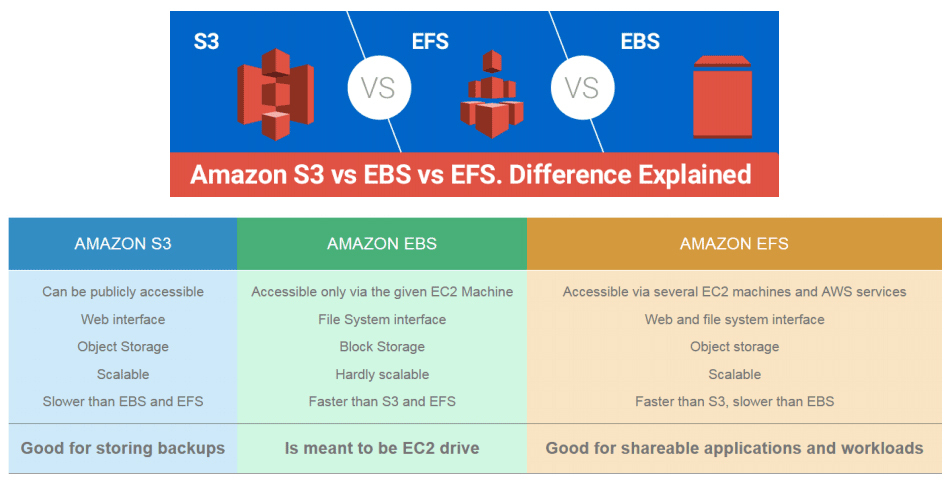 S3
VS
EFS
VS
EBS
Amazon S3 vs EBS vs EFS. Difference Explained
AMAZON S3
AMAZON EBS
AMAZON EFS
Can be publicly accessible
Accessible only via the given EC2 Machine
Accessible via several EC2 machines and AWS services
Web interface
File System interface
Web and file system interface
Object Storage
Block Storage
Object storage
Scalable
Hardly scalable
Scalable
Slower than EBS and EFS
Faster than S3 and EFS
Faster than S3, slower than EBS
Good for storing backups
Is meant to be EC2 drive
Good for shareable applications and workloads